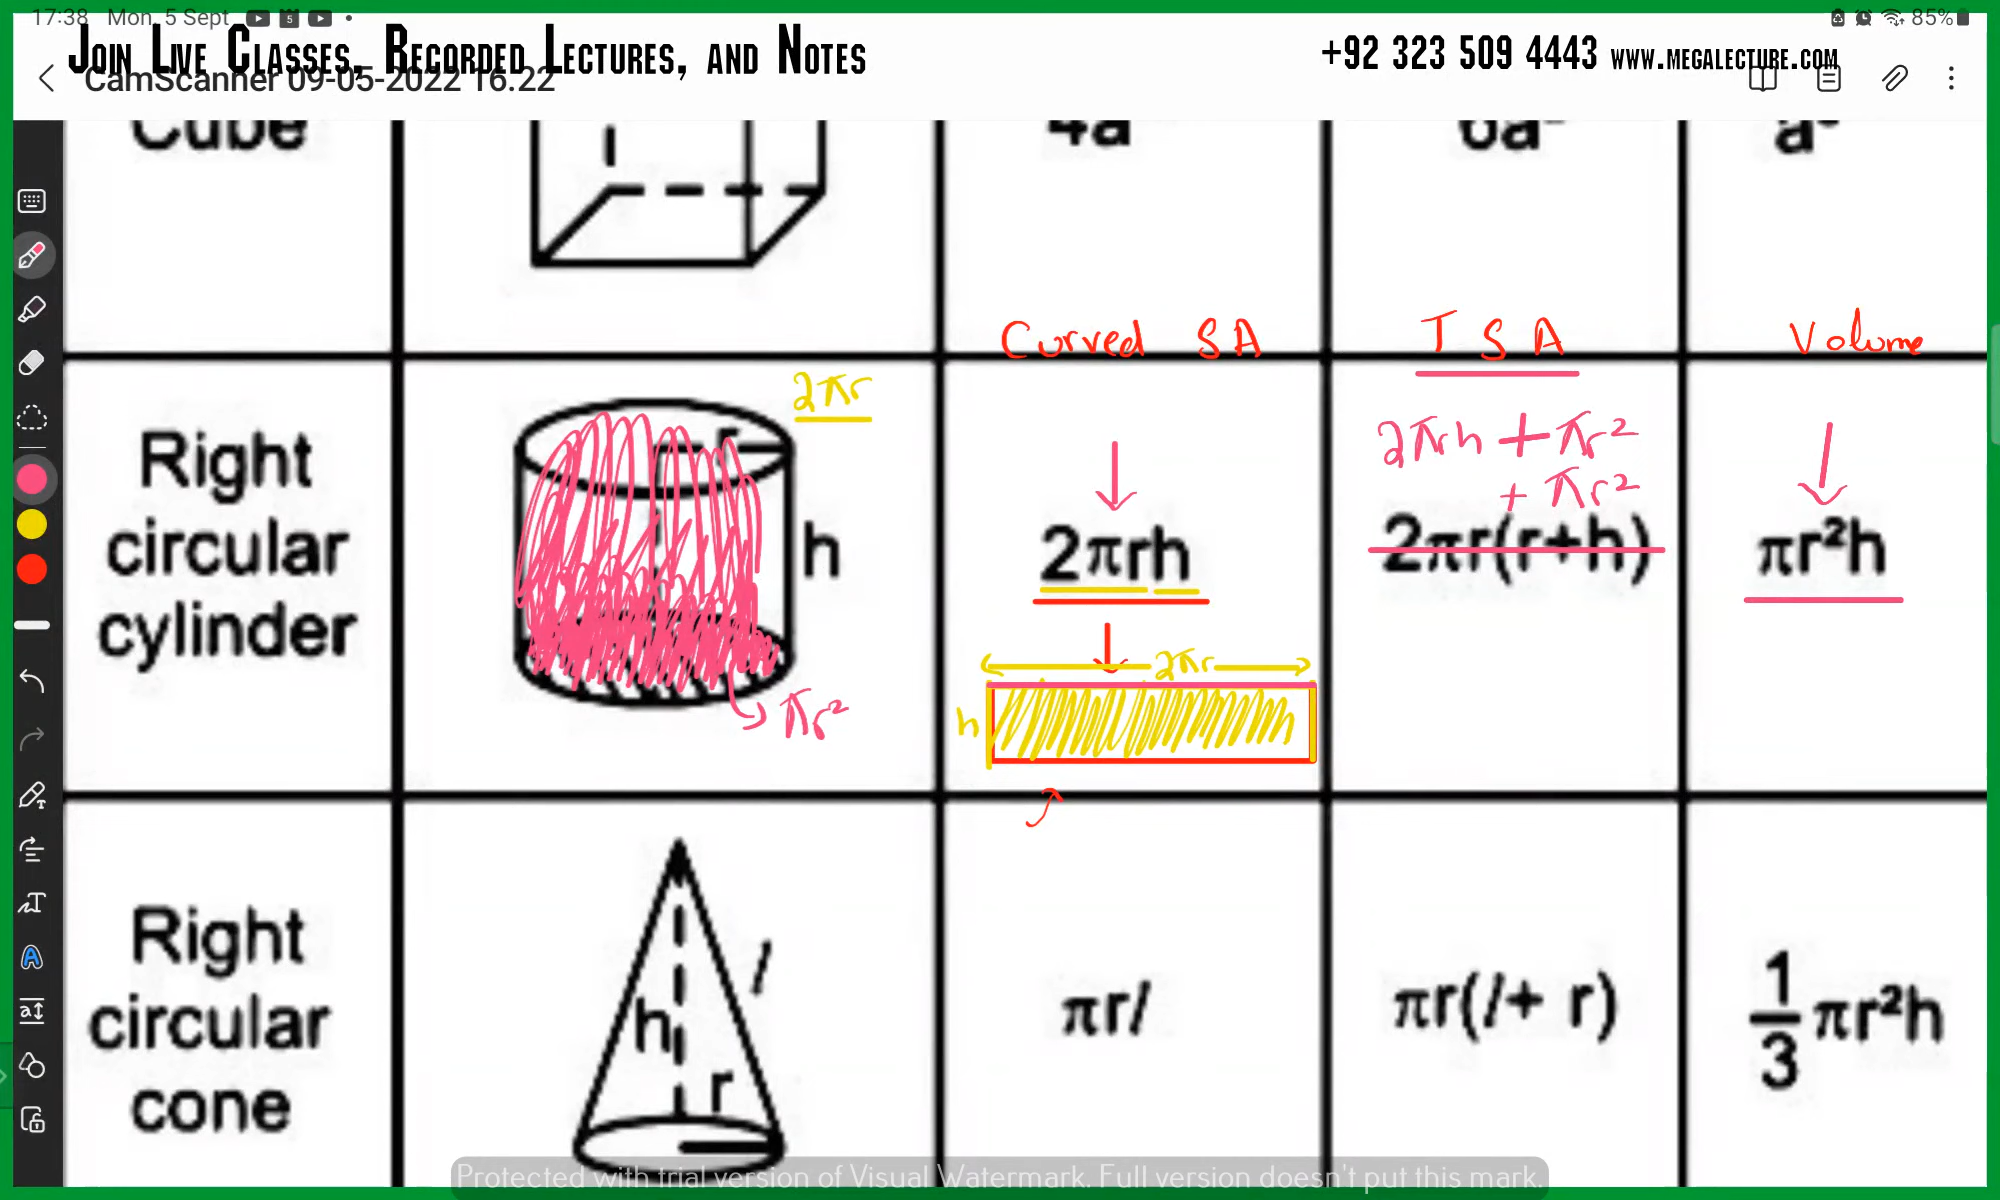 17:38 Mon, 5 Sept
85%
JOIN LIVE CLASSES, RECORDED LECTURES, AND NOTES
+92 323 509 4443 WWW.MEGALECTURE.COM
CamScanner 09-05-2022 16.22
Cube
4a
6a
a
Curved SA
TSA
Volume
Right
circular
cylinder
2πr
r
h
πr²
2πrh
2πr
h
2πrh + πr²
+ πr²
2πr(r+h)
πr²h
Right
circular
cone
h
l
r
πrl
πr(l+ r)
1/3 πr²h
Protected with trial version of Visual Watermark. Full version doesn't put this mark.